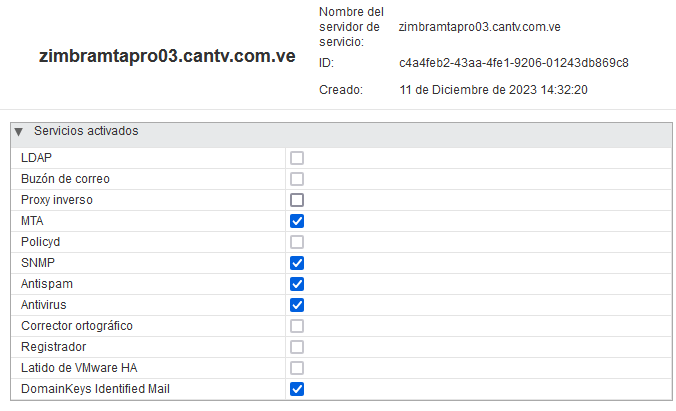 zimbramtapro03.cantv.com.ve
Nombre del
servidor de
servicio:
zimbramtapro03.cantv.com.ve
ID:
c4a4feb2-43aa-4fe1-9206-01243db869c8
Creado:
11 de Diciembre de 2023 14:32:20
Servicios activados
LDAP
Buzón de correo
Proxy inverso
MTA
Policyd
SNMP
Antispam
Antivirus
Corrector ortográfico
Registrador
Latido de VMware HA
DomainKeys Identified Mail